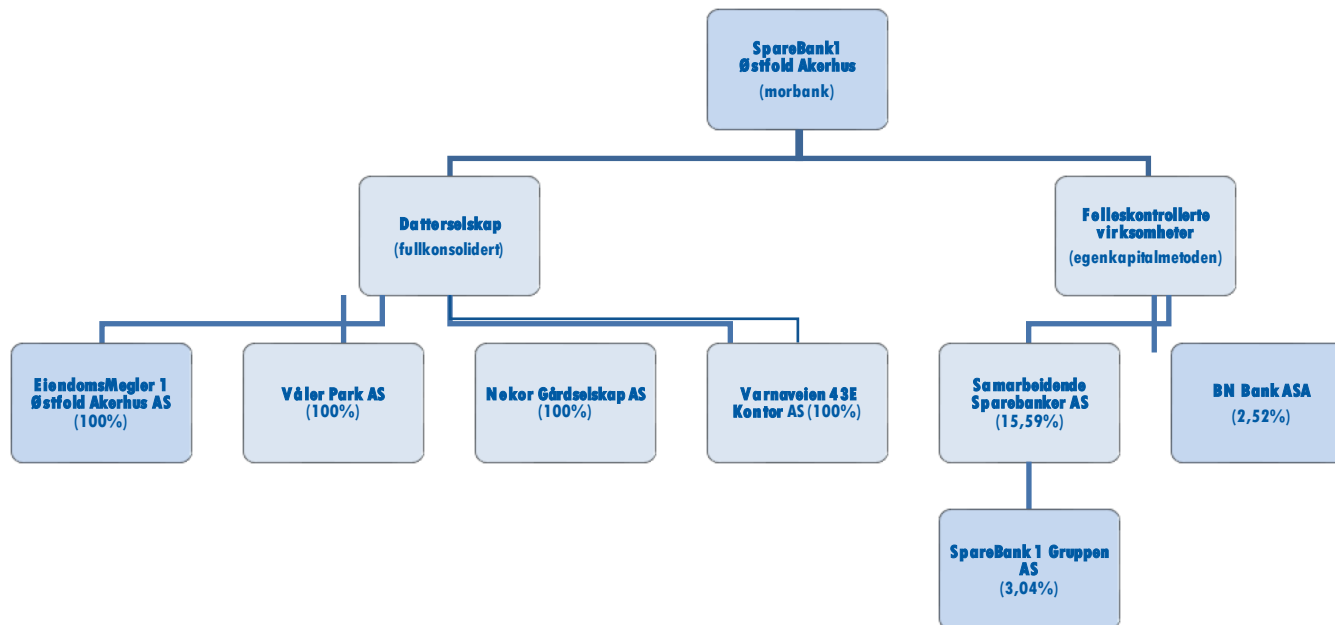 SpareBank1
Østfold Akerhus
(morbank)
Datterselskap
(fullkonsolidert)
Felleskontrollerte
virksomheter
(egenkapitalmetoden)
EiendomsMegler 1
Østfold Akerhus AS
(100%)
Våler Park AS
(100%)
Nokor Gårdselskap AS
(100%)
Varnaveien 43E
Kontor AS (100%)
Samarbeidende
Sparebanker AS
(15,59%)
BN Bank ASA
(2,52%)
SpareBank 1 Gruppen
AS
(3,04%)